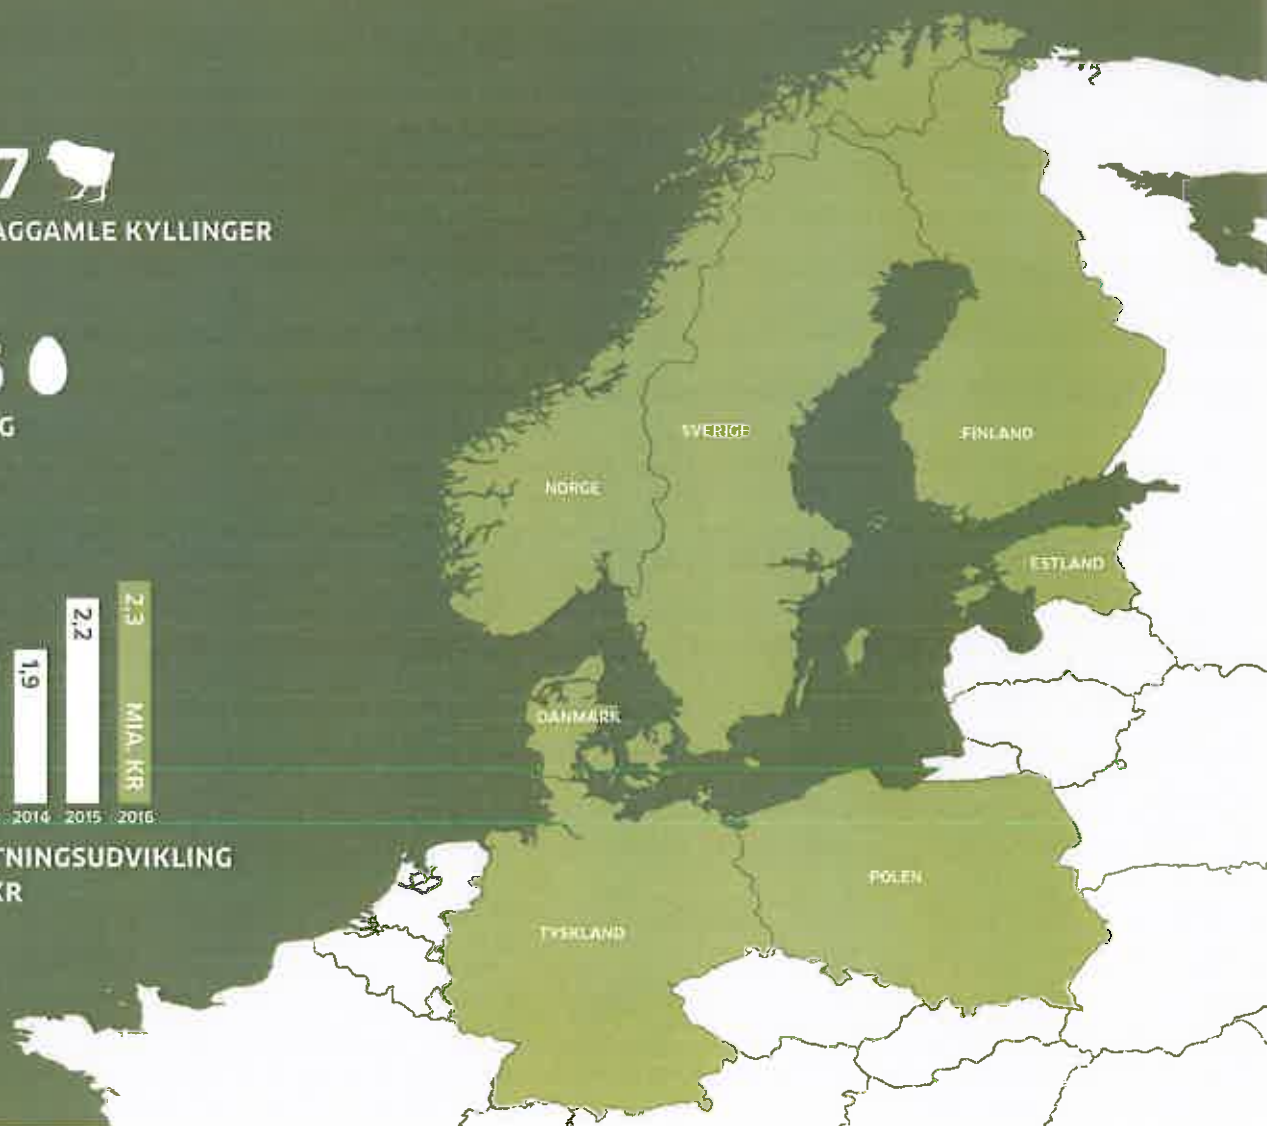 7
AGGAMLE KYLLINGER
G
SVERIGE
FINLAND
NORGE
ESTLAND
DANMARK
POLEN
TYSKLAND
1,9
2,2
2,3 MIA. KR
2014 2015 2016
TNINGSUDVIKLING
KR